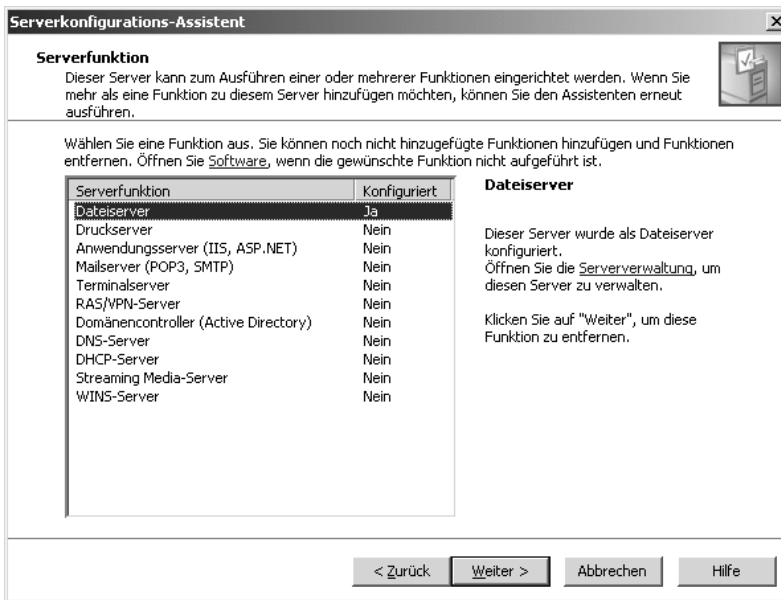 Serverkonfigurations-Assistent
Serverfunktion
Dieser Server kann zum Ausführen einer oder mehrerer Funktionen eingerichtet werden. Wenn Sie
mehr als eine Funktion zu diesem Server hinzufügen möchten, können Sie den Assistenten erneut
ausführen.
Wählen Sie eine Funktion aus. Sie können noch nicht hinzugefügte Funktionen hinzufügen und Funktionen
entfernen. Öffnen Sie Software, wenn die gewünschte Funktion nicht aufgeführt ist.
Serverfunktion Konfiguriert
Dateiserver Ja
Druckserver Nein
Anwendungsserver (IIS, ASP.NET) Nein
Mailserver (POP3, SMTP) Nein
Terminalserver Nein
RAS/VPN-Server Nein
Domänencontroller (Active Directory) Nein
DNS-Server Nein
DHCP-Server Nein
Streaming Media-Server Nein
WINS-Server Nein
Dateiserver
Dieser Server wurde als Dateiserver
konfiguriert.
Öffnen Sie die Serververwaltung, um
diesen Server zu verwalten.
Klicken Sie auf "Weiter", um diese
Funktion zu entfernen.
< Zurück Weiter > Abbrechen Hilfe